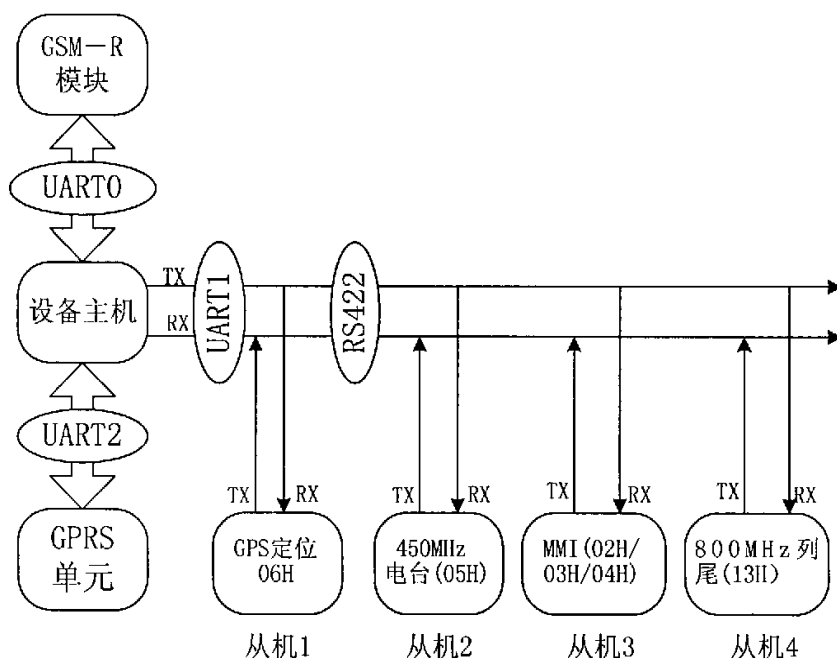 GSM－R
模块
UART0
设备主机
TX
RX
UART1
RS422
UART2
GPRS
单元
TX
RX
GPS定位
06H
从机1
TX
RX
450MHz
电台(05H)
从机2
TX
RX
MMI(02H/
03H/04H)
从机3
TX
RX
800MHz列
尾(13H)
从机4